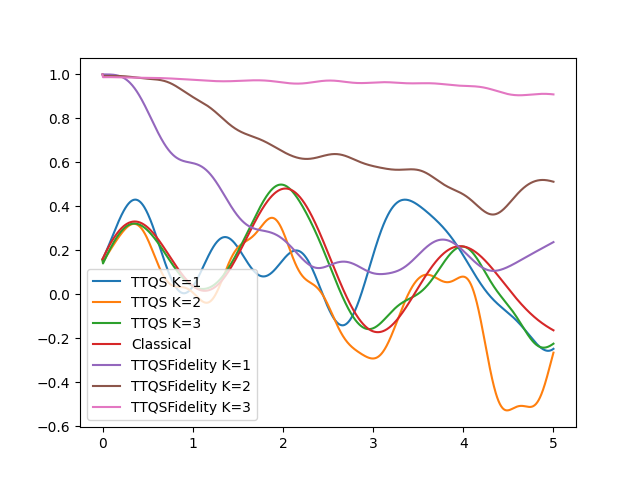 1.0
0.8
0.6
0.4
0.2
0.0
−0.2
−0.4
−0.6
TTQS K=1
TTQS K=2
TTQS K=3
Classical
TTQSFidelity K=1
TTQSFidelity K=2
TTQSFidelity K=3
0 1 2 3 4 5